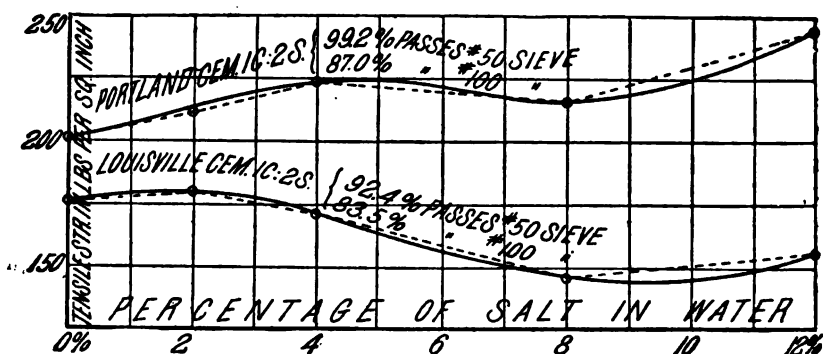 250
200
150
TENSILE STR. IN LBS PER SQ. INCH
PORTLAND CEM. 1C:2S. { 99.2% PASSES #50 SIEVE
87.0% " #100 "
LOUISVILLE CEM. 1C:2S. { 92.4% PASSES #50 SIEVE
83.5% " #100 "
PERCENTAGE OF SALT IN WATER
0% 2 4 6 8 10 12%